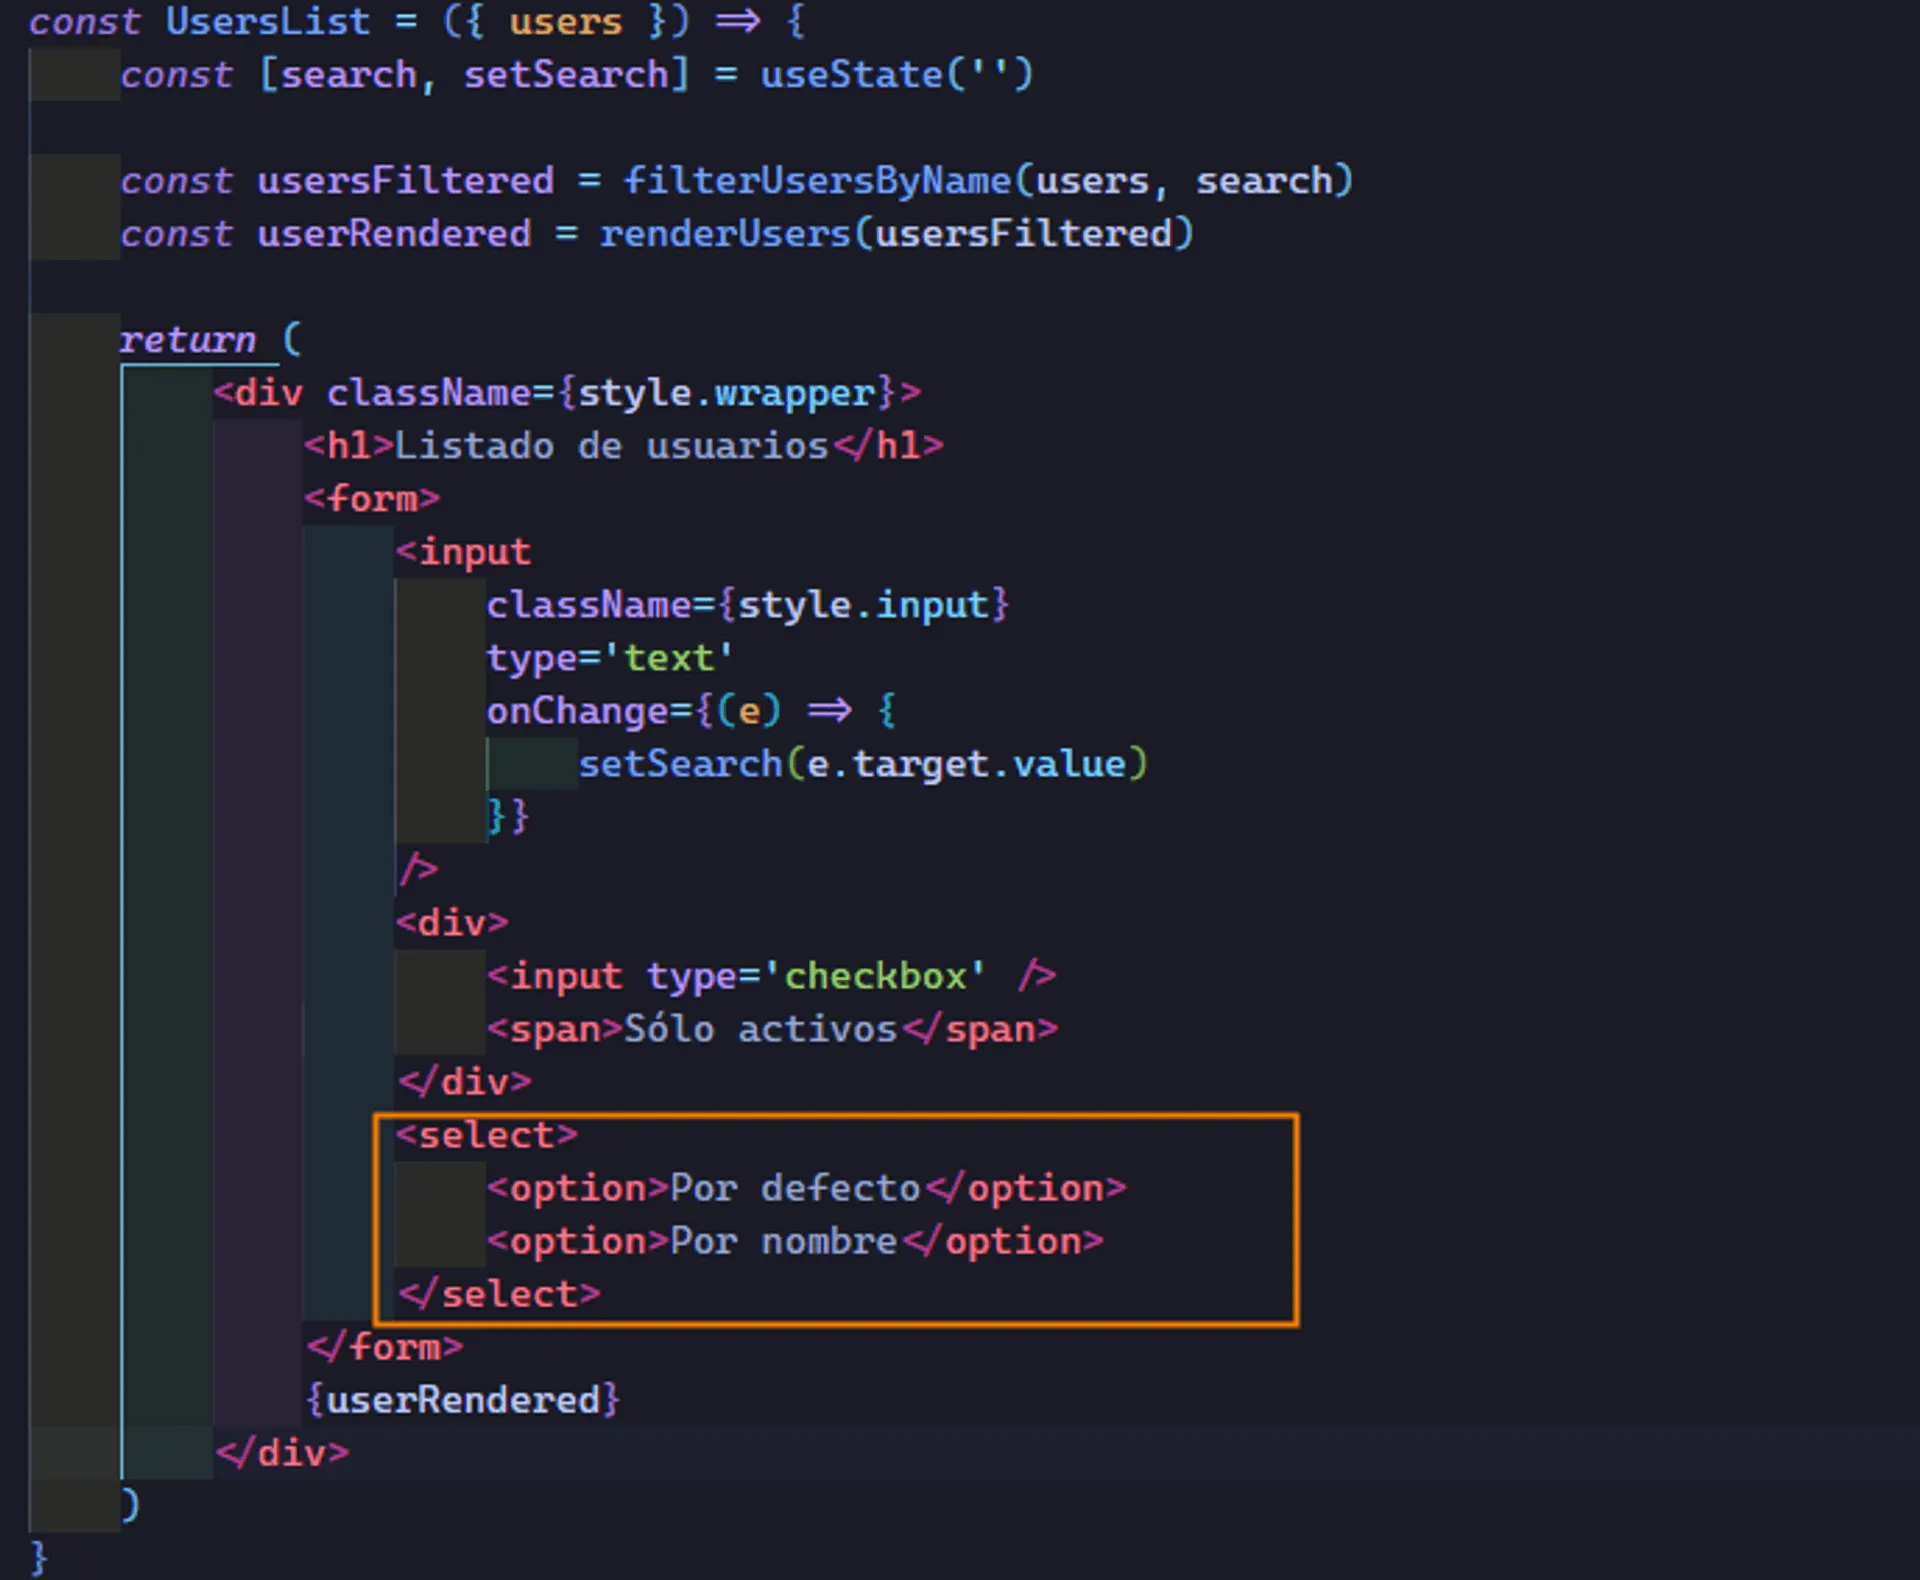 const UsersList = ({ users }) => {
const [search, setSearch] = useState('')
const usersFiltered = filterUsersByName(users, search)
const userRendered = renderUsers(usersFiltered)
return (
<div className={style.wrapper}>
<h1>Listado de usuarios</h1>
<form>
<input
className={style.input}
type='text'
onChange={(e) => {
setSearch(e.target.value)
}}
/>
<div>
<input type='checkbox' />
<span>Sólo activos</span>
</div>
<select>
<option>Por defecto</option>
<option>Por nombre</option>
</select>
</form>
{userRendered}
</div>
)
}